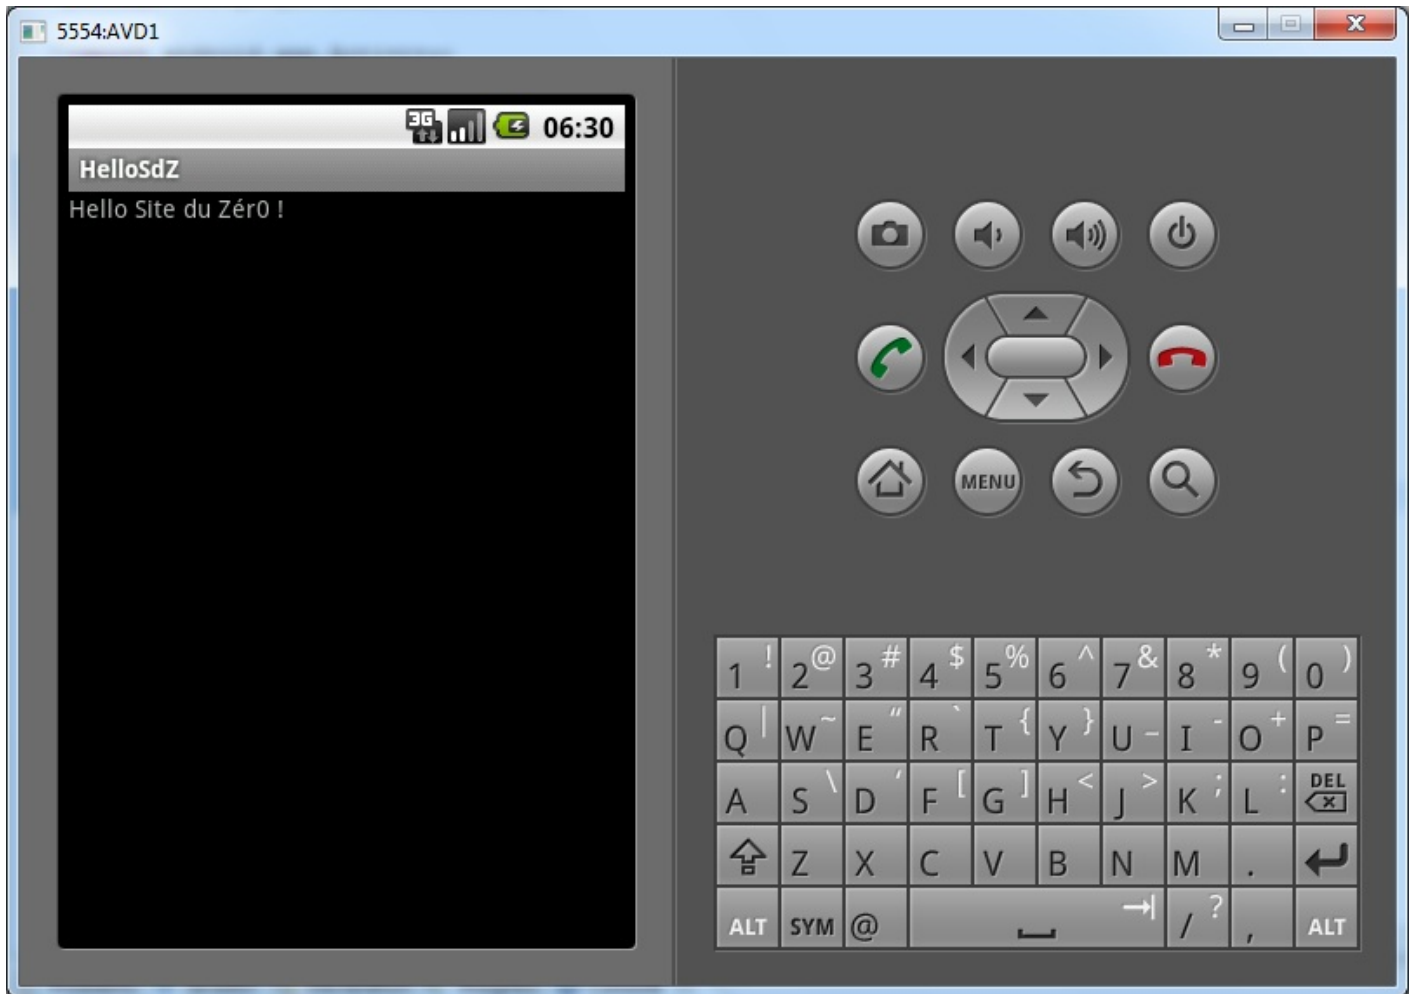 5554:AVD1
3G 06:30
HelloSdZ
Hello Site du Zér0 !
MENU
1 ! 2 @ 3 # 4 $ 5 % 6 ^ 7 & 8 * 9 ( 0 )
Q | W ~ E " R ` T { Y } U _ I - O + P =
A S \ D ' F [ G ] H < J > K ; L : DEL
Z X C V B N M .
ALT SYM @ / ? , ALT